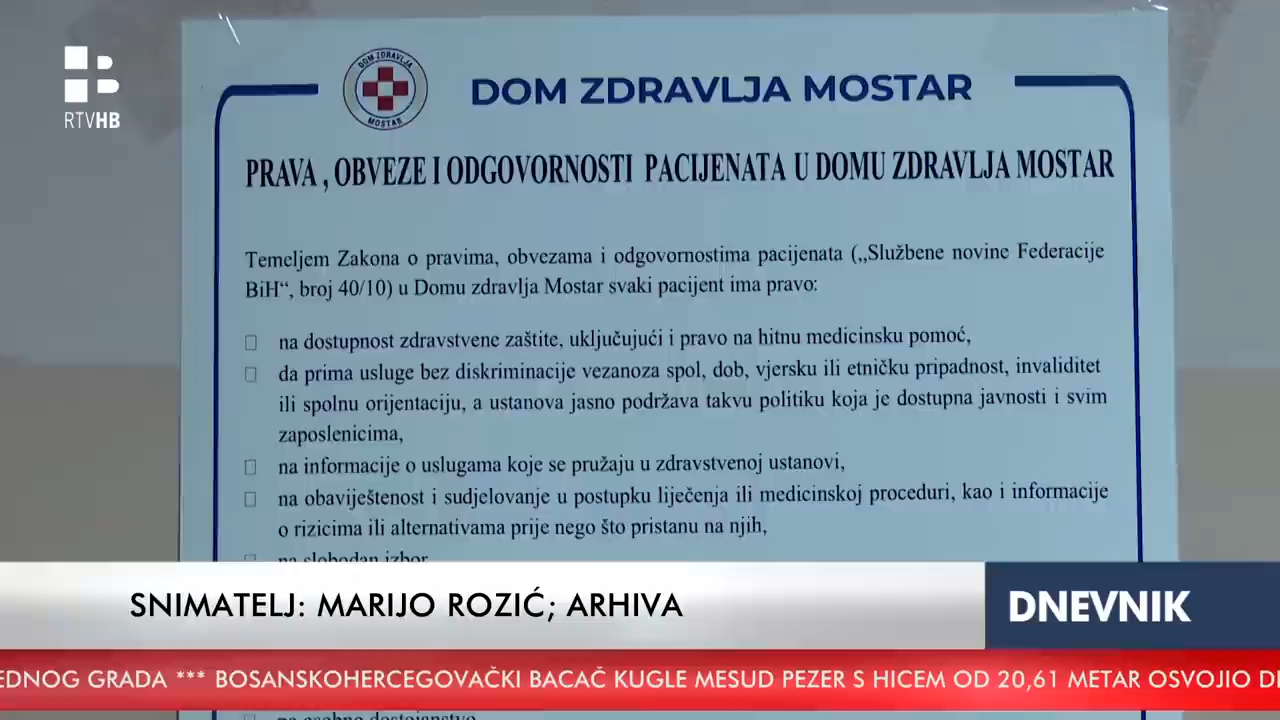 RTVHB
DOM ZDRAVLJA
MOSTAR
DOM ZDRAVLJA MOSTAR
PRAVA , OBVEZE I ODGOVORNOSTI PACIJENATA U DOMU ZDRAVLJA MOSTAR
Temeljem Zakona o pravima, obvezama i odgovornostima pacijenata („Službene novine Federacije
BiH“, broj 40/10) u Domu zdravlja Mostar svaki pacijent ima pravo:
na dostupnost zdravstvene zaštite, uključujući i pravo na hitnu medicinsku pomoć,
da prima usluge bez diskriminacije vezanoza spol, dob, vjersku ili etničku pripadnost, invaliditet
ili spolnu orijentaciju, a ustanova jasno podržava takvu politiku koja je dostupna javnosti i svim
zaposlenicima,
na informacije o uslugama koje se pružaju u zdravstvenoj ustanovi,
na obaviještenost i sudjelovanje u postupku liječenja ili medicinskoj proceduri, kao i informacije
o rizicima ili alternativama prije nego što pristanu na njih,
na slobodan izbor
SNIMATELJ: MARIJO ROZIĆ; ARHIVA
DNEVNIK
EDNOG GRADA *** BOSANSKOHERCEGOVAČKI BACAČ KUGLE MESUD PEZER S HICEM OD 20,61 METAR OSVOJIO
na osobno dostojanstvo